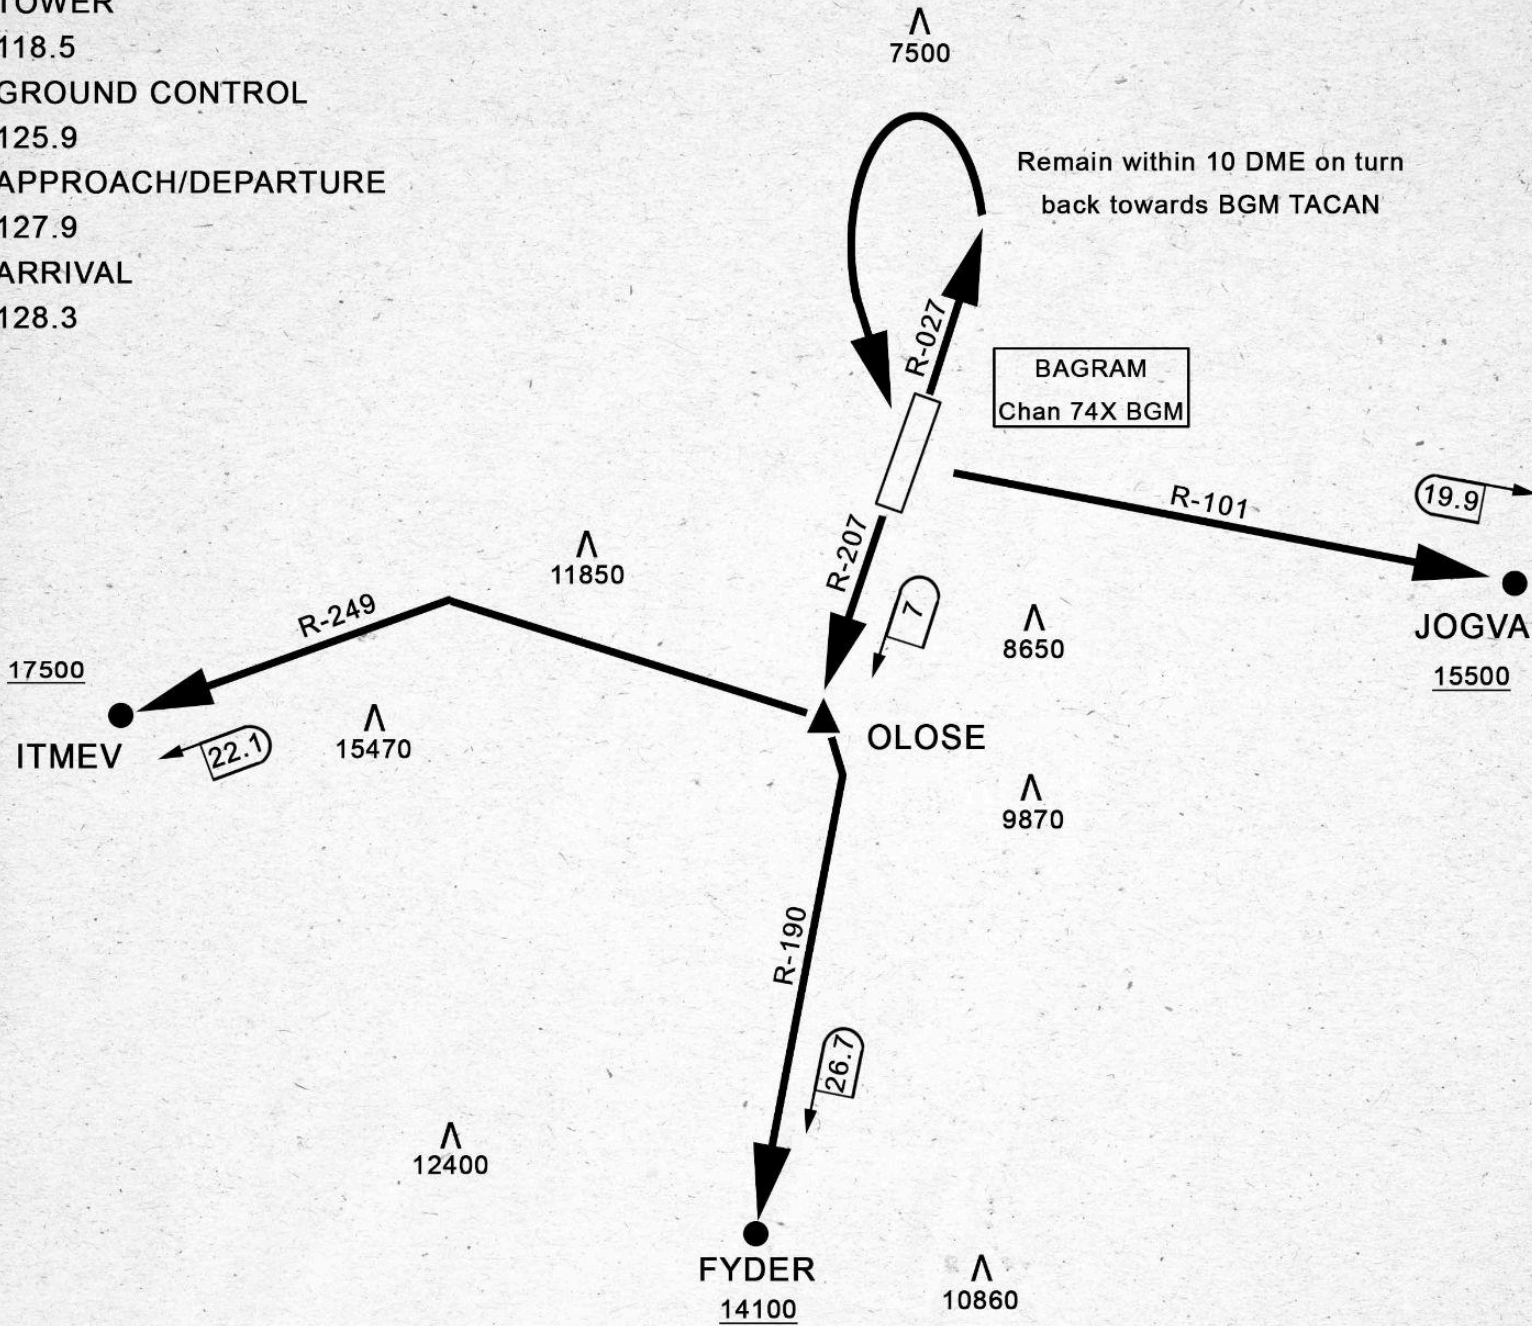 TOWER
118.5
GROUND CONTROL
125.9
APPROACH/DEPARTURE
127.9
ARRIVAL
128.3
7500
Remain within 10 DME on turn
back towards BGM TACAN
R-027
BAGRAM
Chan 74X BGM
R-101
19.9
R-207
11850
7
R-249
8650
JOGVA
15500
17500
ITMEV
22.1
15470
OLOSE
9870
R-190
26.7
12400
FYDER
14100
10860